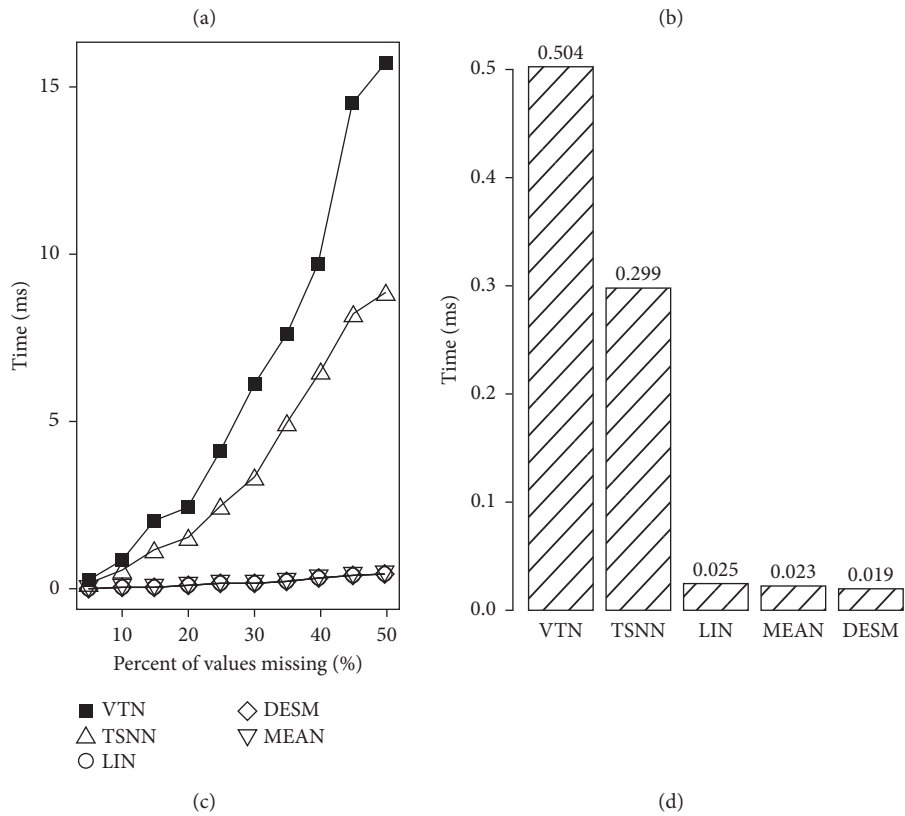 (a)
(b)
15
10
5
0
Time (ms)
10 20 30 40 50
Percent of values missing (%)
VTN
TSNN
LIN
DESM
MEAN
(c)
0.5
0.4
0.3
0.2
0.1
0.0
Time (ms)
0.504
0.299
0.025
0.023
0.019
VTN TSNN LIN MEAN DESM
(d)